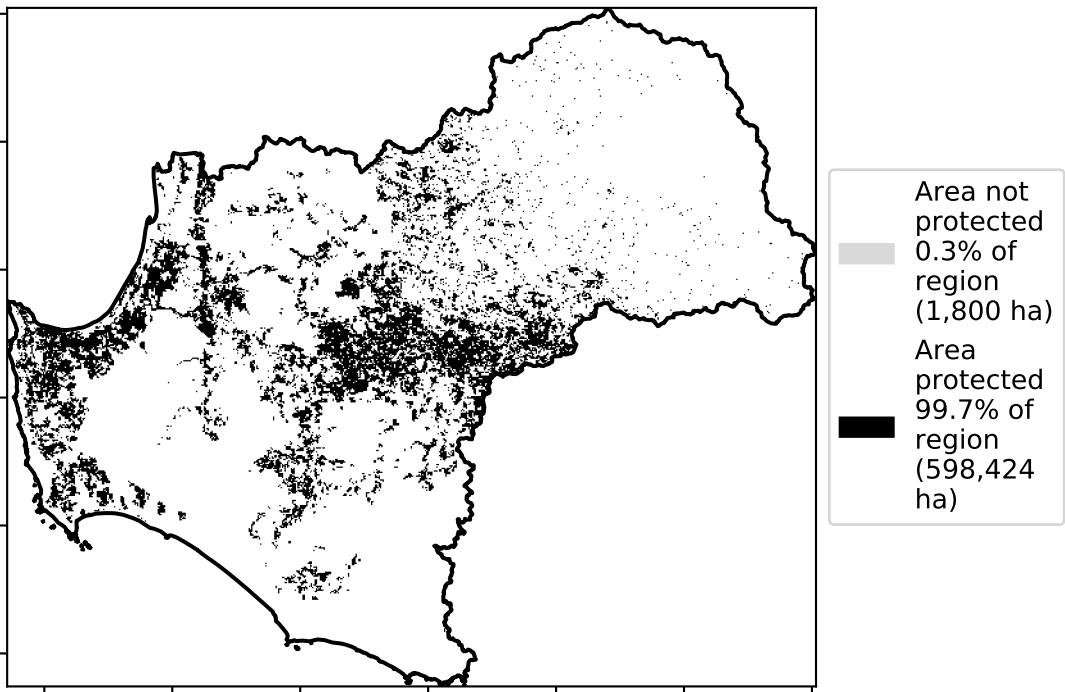 Area not
protected
0.3% of
region
(1,800 ha)
Area
protected
99.7% of
region
(598,424
ha)